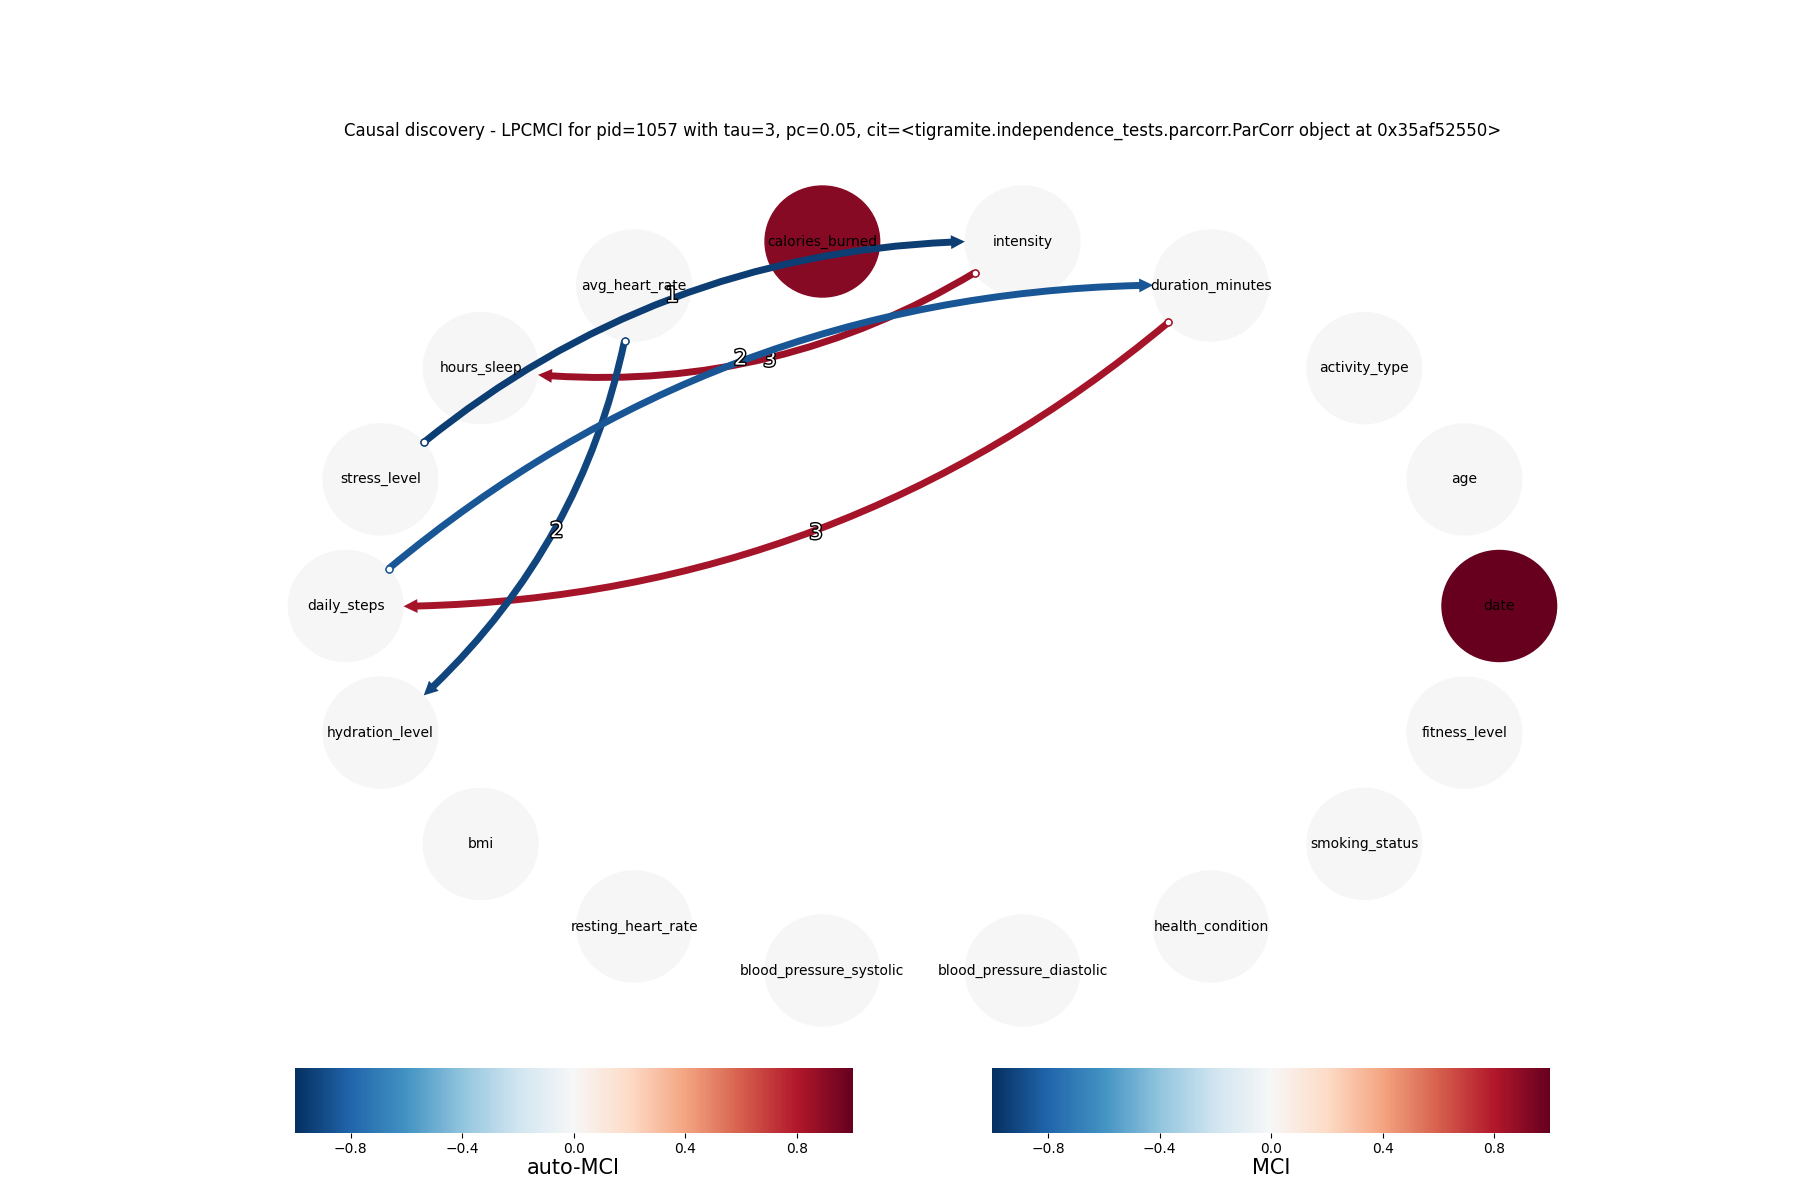 Causal discovery - LPCMCI for pid=1057 with tau=3, pc=0.05, cit=<tigramite.independence_tests.parcorr.ParCorr object at 0x35af52550>
calories_burned
intensity
avg_heart_rate
duration_minutes
1
2
3
hours_sleep
activity_type
stress_level
age
2
3
daily_steps
date
hydration_level
fitness_level
bmi
smoking_status
resting_heart_rate
health_condition
blood_pressure_systolic
blood_pressure_diastolic
−0.8 −0.4 0.0 0.4 0.8
auto-MCI
−0.8 −0.4 0.0 0.4 0.8
MCI